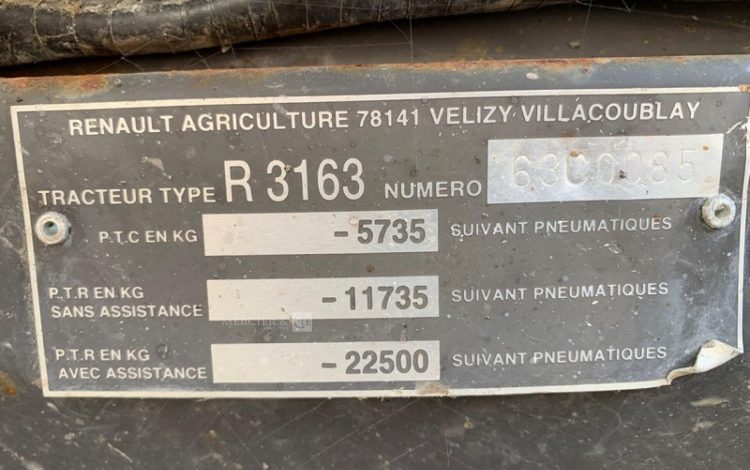 RENAULT AGRICULTURE 78141 VELIZY VILLACOUBLAY
TRACTEUR TYPE R 3163 NUMERO 6300085
P.T.C EN KG -5735 SUIVANT PNEUMATIQUES
P.T.R EN KG
SANS ASSISTANCE -11735 SUIVANT PNEUMATIQUES
MERCIER &
P.T.R EN KG
AVEC ASSISTANCE -22500 SUIVANT PNEUMATIQUES